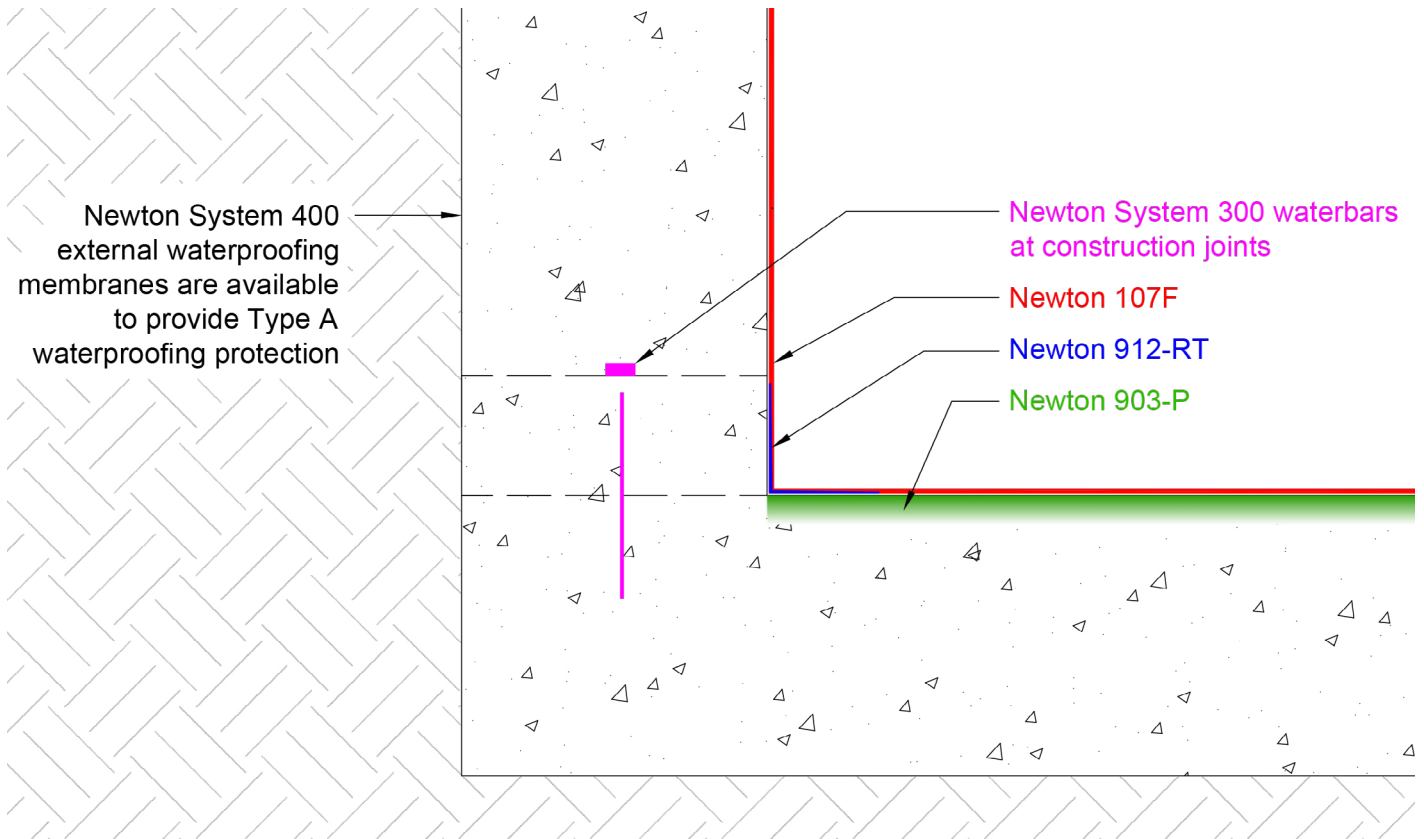 Newton System 400
external waterproofing
membranes are available
to provide Type A
waterproofing protection
Newton System 300 waterbars
at construction joints
Newton 107F
Newton 912-RT
Newton 903-P